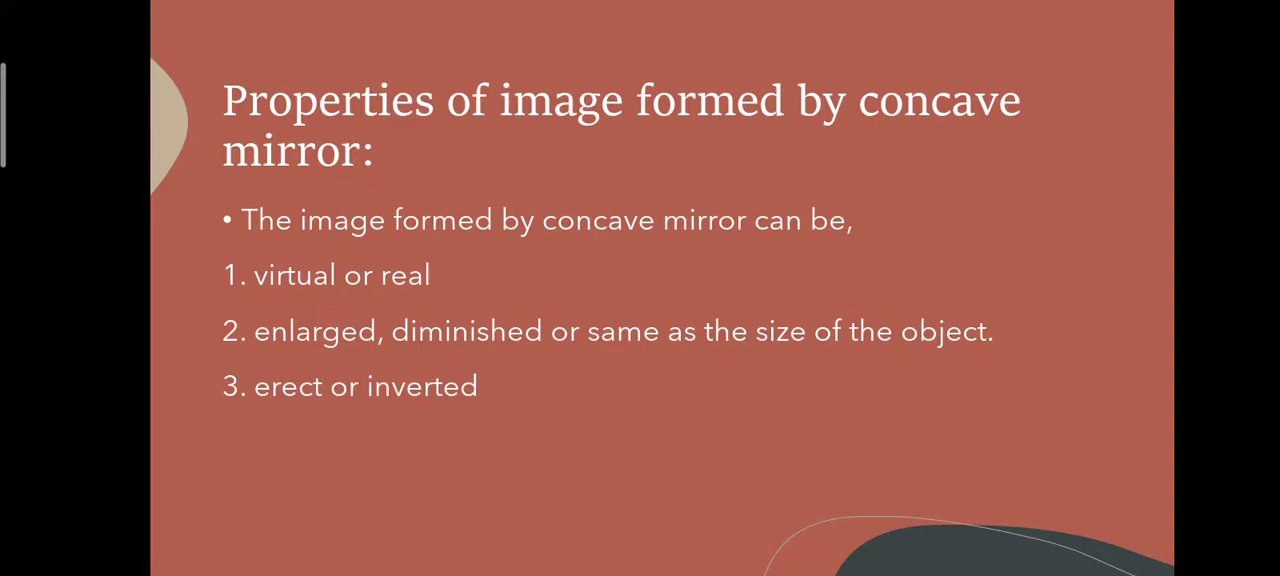 Properties of image formed by concave
mirror:
• The image formed by concave mirror can be,
1. virtual or real
2. enlarged, diminished or same as the size of the object.
3. erect or inverted